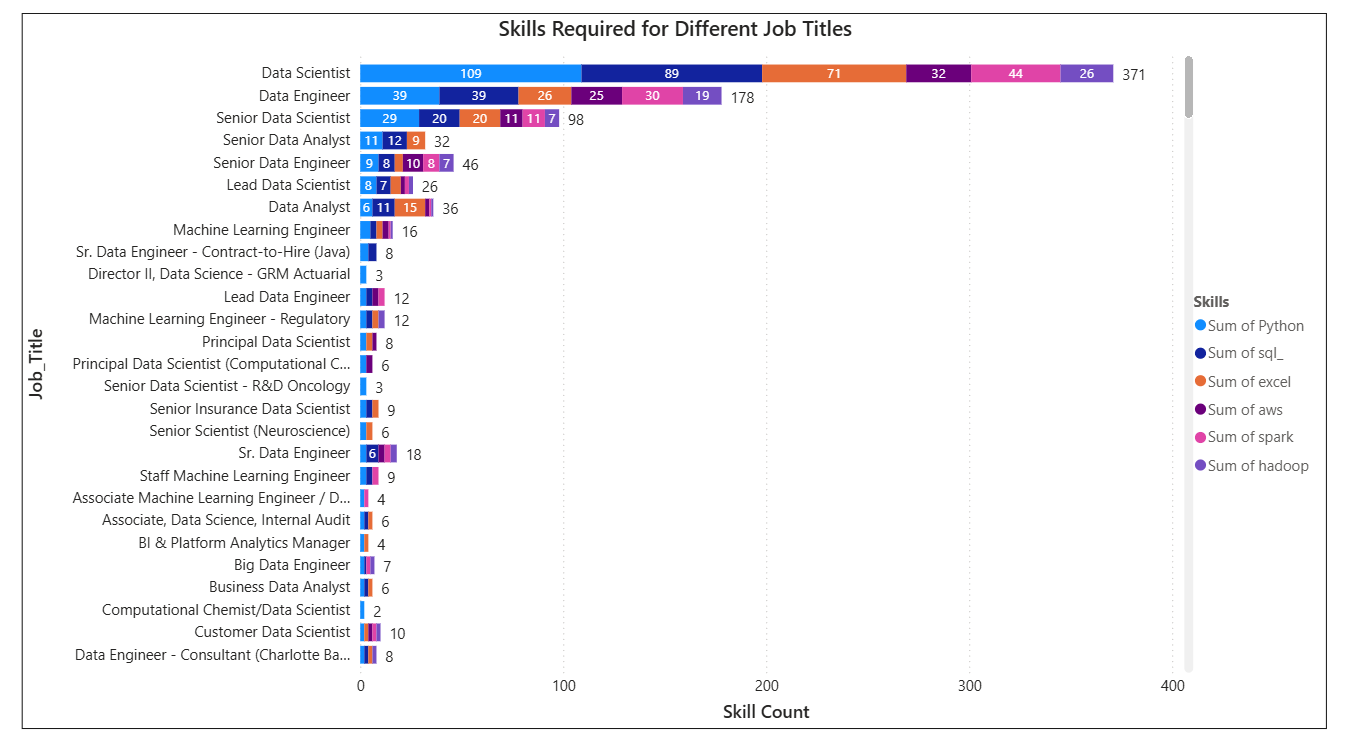 Skills Required for Different Job Titles
Data Scientist 109 89 71 32 44 26 371
Data Engineer 39 39 26 25 30 19 178
Senior Data Scientist 29 20 20 11 11 7 98
Senior Data Analyst 11 12 9 32
Senior Data Engineer 9 8 10 8 7 46
Lead Data Scientist 8 7 26
Data Analyst 6 11 15 36
Machine Learning Engineer 16
Sr. Data Engineer - Contract-to-Hire (Java) 8
Director II, Data Science - GRM Actuarial 3
Lead Data Engineer 12
Machine Learning Engineer - Regulatory 12
Principal Data Scientist 8
Principal Data Scientist (Computational C... 6
Senior Data Scientist - R&D Oncology 3
Senior Insurance Data Scientist 9
Senior Scientist (Neuroscience) 6
Sr. Data Engineer 6 18
Staff Machine Learning Engineer 9
Associate Machine Learning Engineer / D... 4
Associate, Data Science, Internal Audit 6
BI & Platform Analytics Manager 4
Big Data Engineer 7
Business Data Analyst 6
Computational Chemist/Data Scientist 2
Customer Data Scientist 10
Data Engineer - Consultant (Charlotte Ba... 8
Job_Title
0 100 200 300 400
Skill Count
Skills
Sum of Python
Sum of sql_
Sum of excel
Sum of aws
Sum of spark
Sum of hadoop